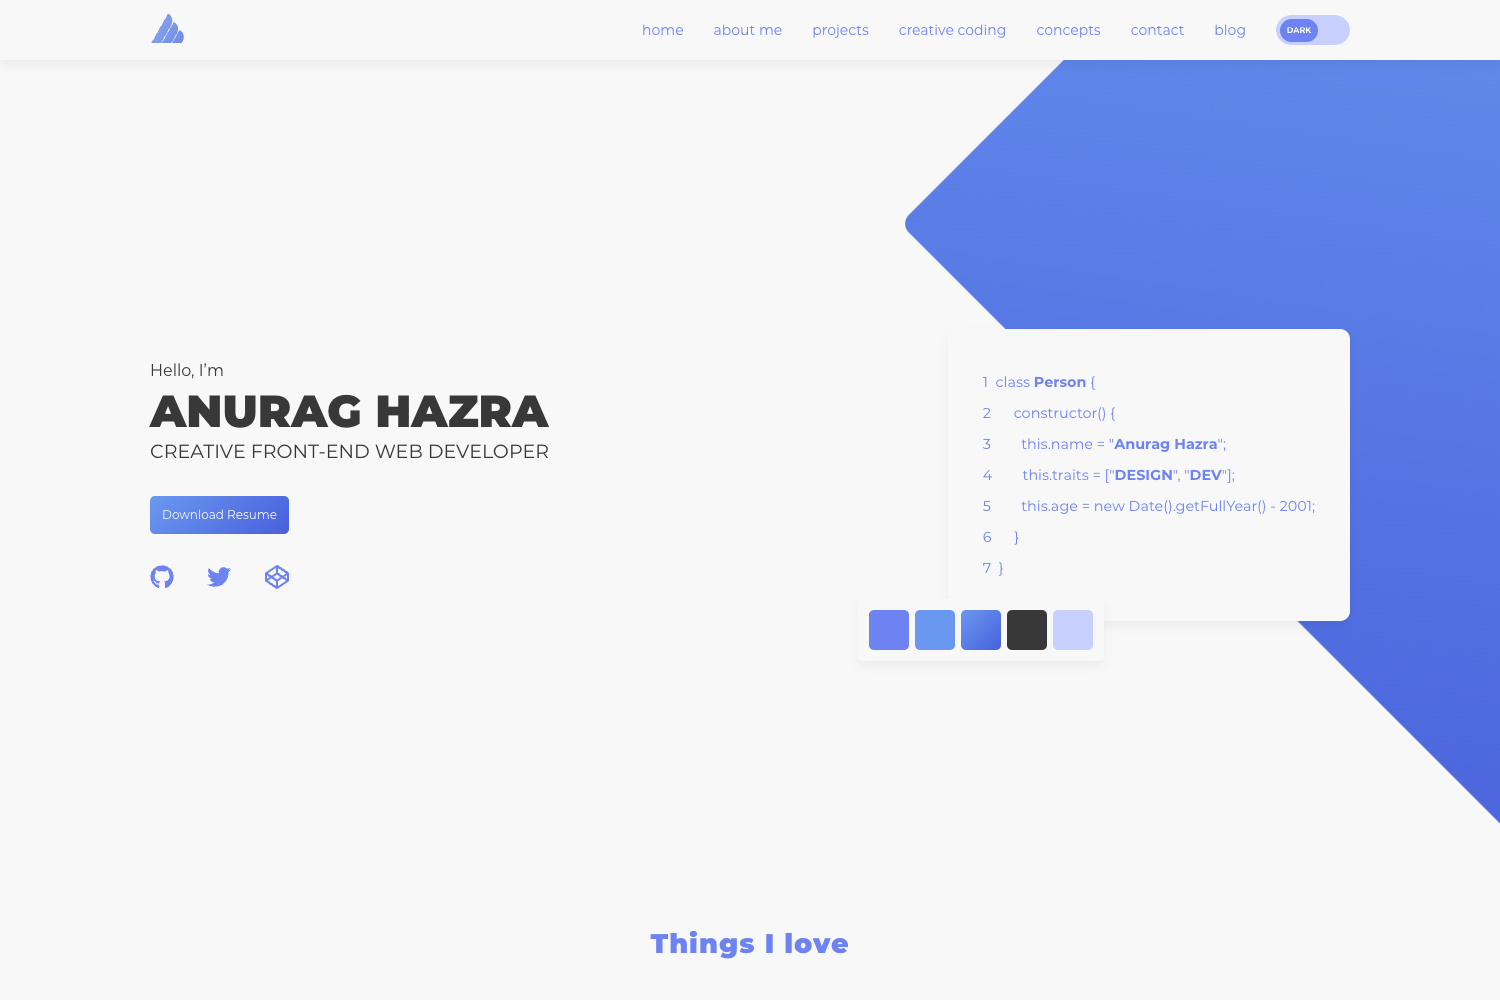 home about me projects creative coding concepts contact blog DARK
Hello, I’m
ANURAG HAZRA
CREATIVE FRONT-END WEB DEVELOPER
Download Resume
1 class Person {
2 constructor() {
3 this.name = "Anurag Hazra";
4 this.traits = ["DESIGN", "DEV"];
5 this.age = new Date().getFullYear() - 2001;
6 }
7 }
Things I love